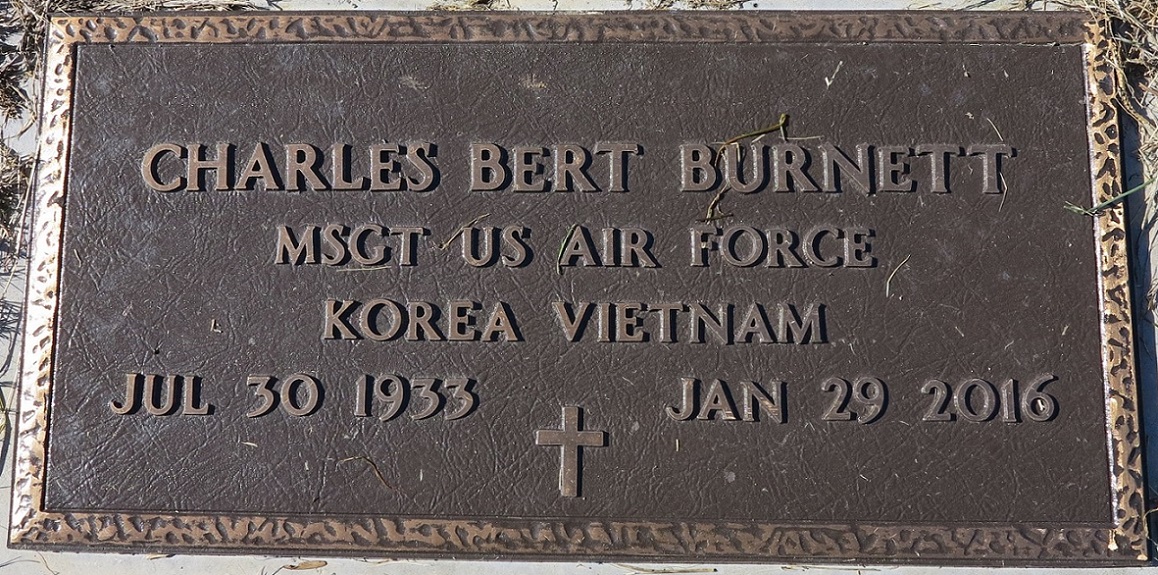 CHARLES BERT BURNETT
MSGT US AIR FORCE
KOREA VIETNAM
JUL 30 1933 JAN 29 2016